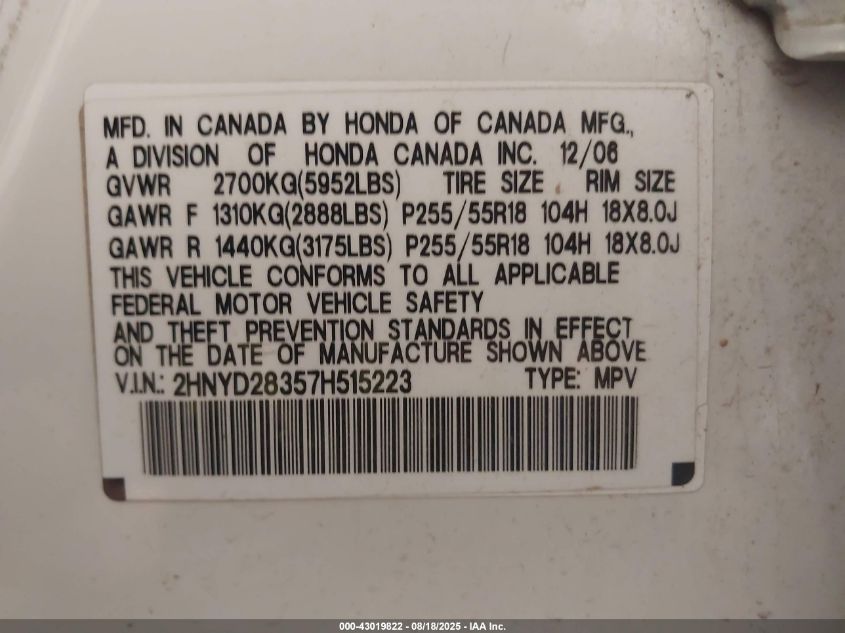 MFD. IN CANADA BY HONDA OF CANADA MFG.,
A DIVISION OF HONDA CANADA INC. 12/06
GVWR 2700KG(5952LBS) TIRE SIZE RIM SIZE
GAWR F 1310KG(2888LBS) P255/55R18 104H 18X8.0J
GAWR R 1440KG(3175LBS) P255/55R18 104H 18X8.0J
THIS VEHICLE CONFORMS TO ALL APPLICABLE
FEDERAL MOTOR VEHICLE SAFETY
AND THEFT PREVENTION STANDARDS IN EFFECT
ON THE DATE OF MANUFACTURE SHOWN ABOVE
V.I.N.: 2HNYD28357H515223 TYPE: MPV
000-43019822 - 08/18/2025 - IAA Inc.